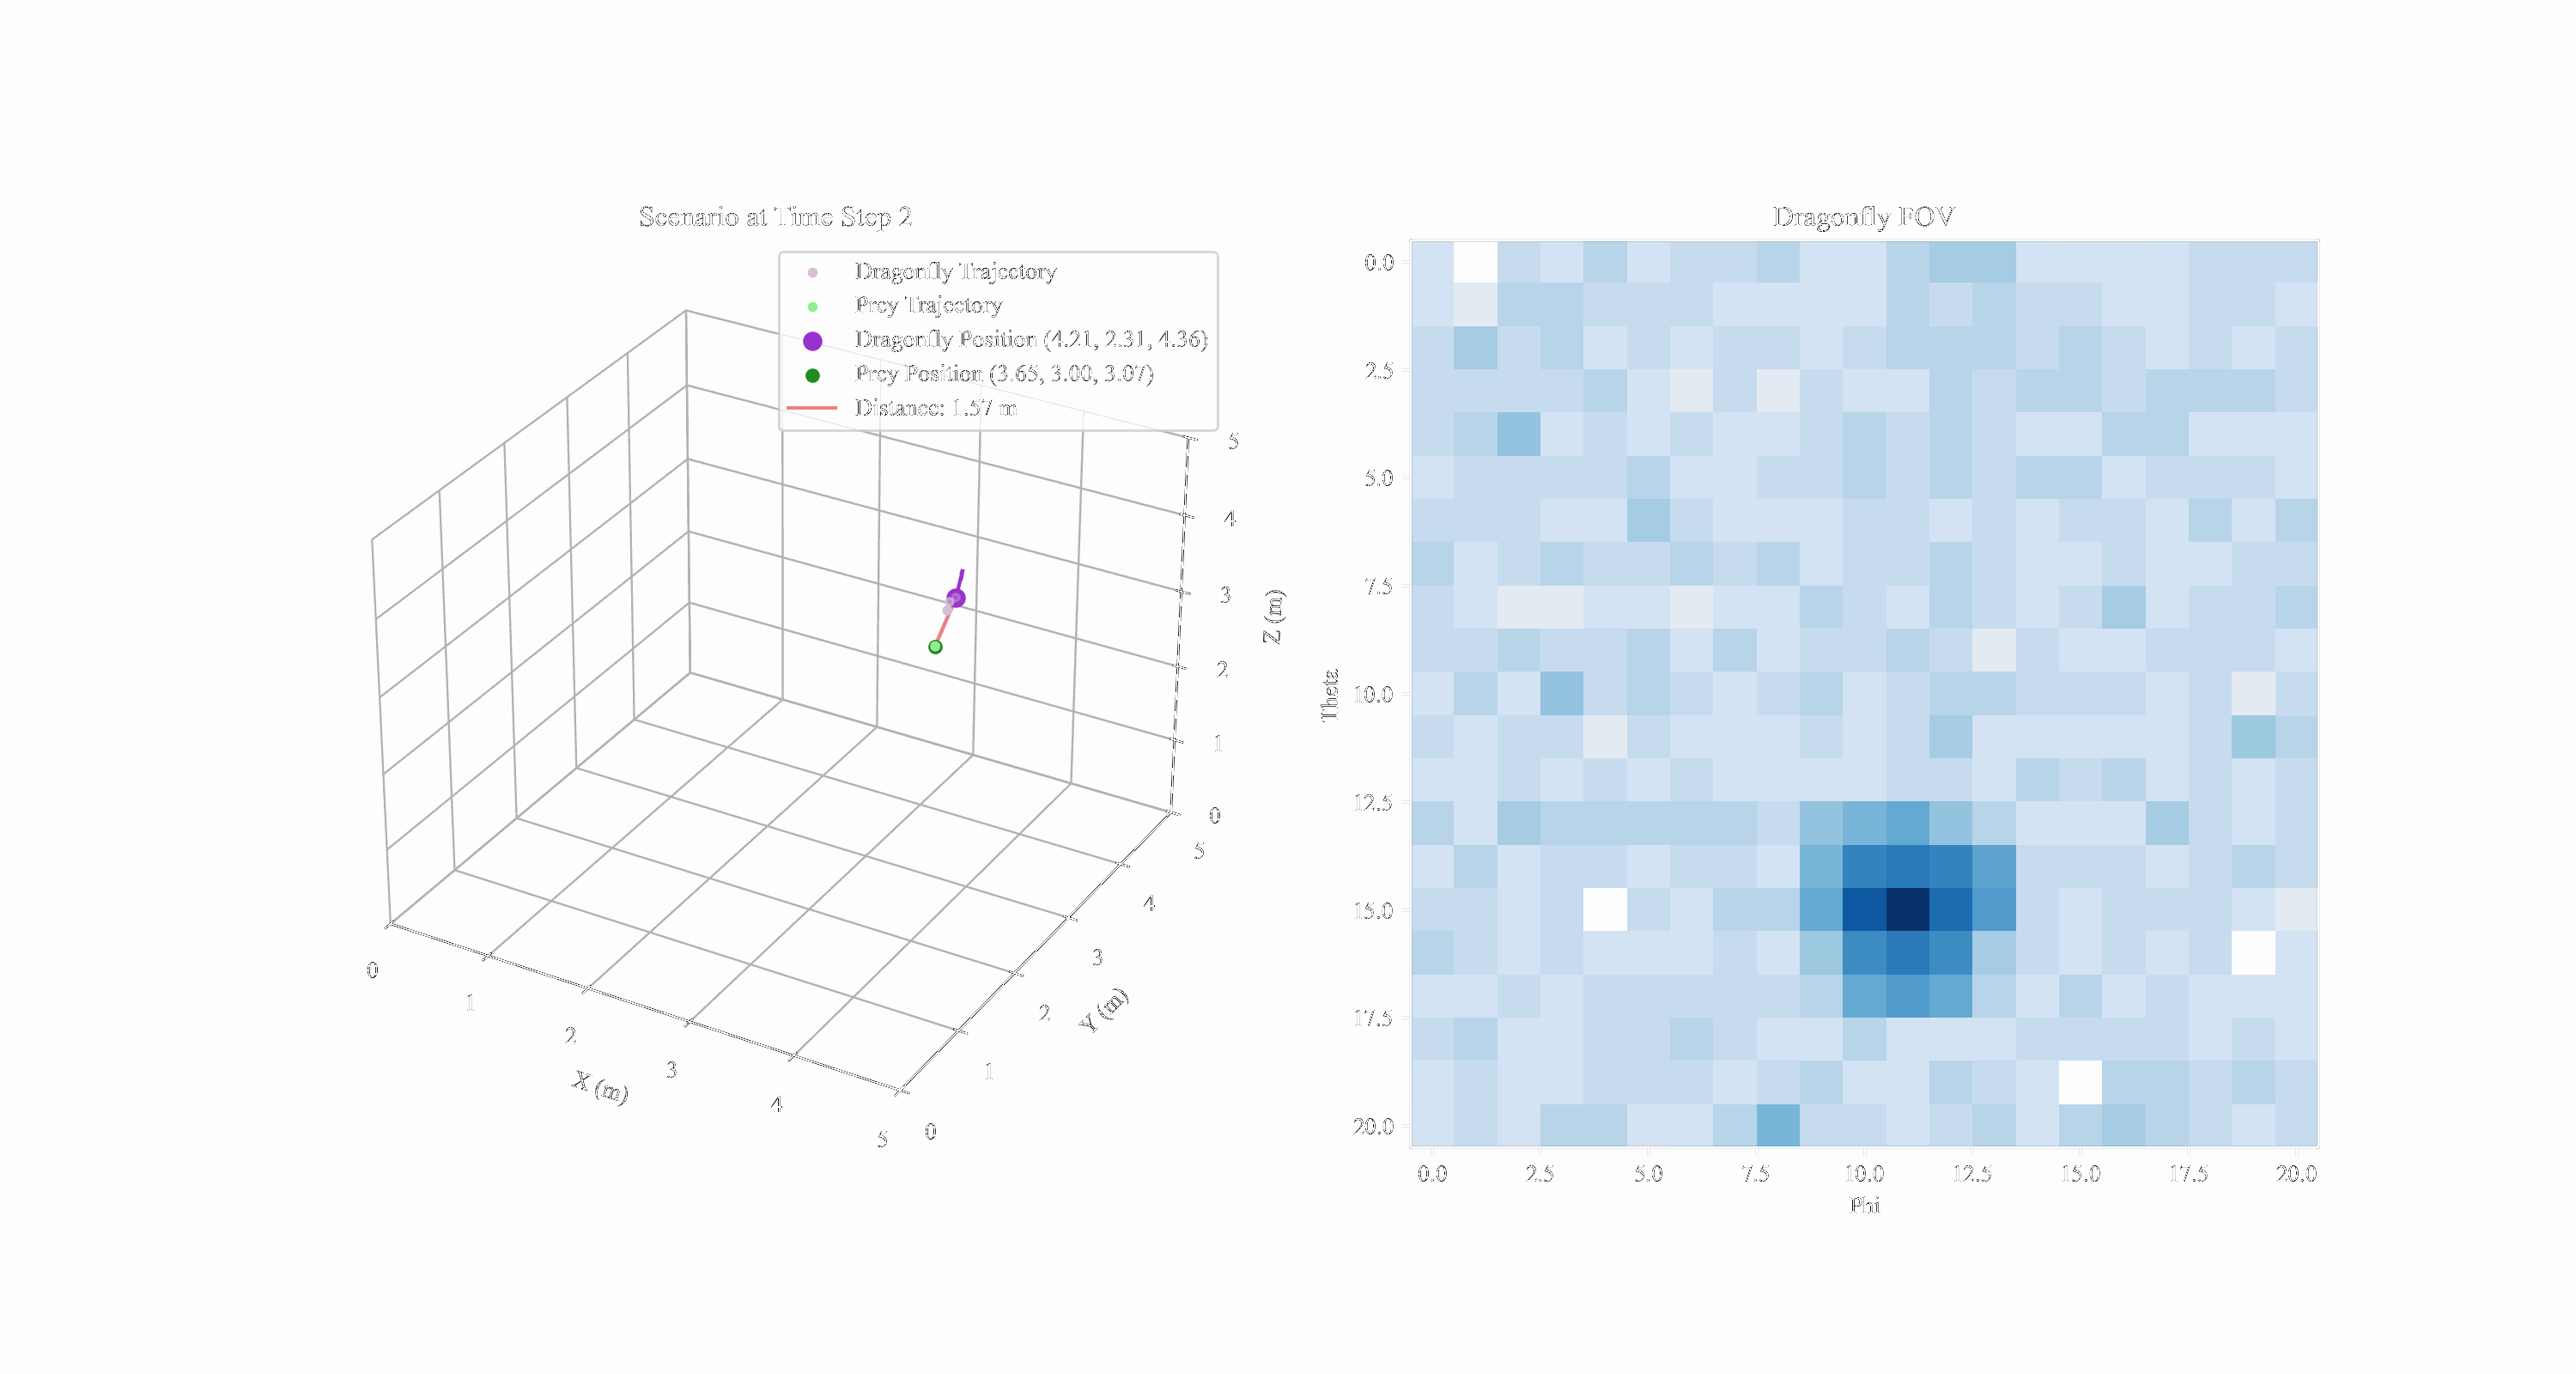 Scenario at Time Step 2
Dragonfly Trajectory
Prey Trajectory
Dragonfly Position (4.21, 2.31, 4.36)
Prey Position (3.65, 3.00, 3.07)
Distance: 1.57 m
5
4
3
2
1
0
Z (m)
5
4
3
2
1
0
Y (m)
0
1
2
3
4
5
X (m)
Dragonfly FOV
0.0
2.5
5.0
7.5
10.0
12.5
15.0
17.5
20.0
Theta
0.0 2.5 5.0 7.5 10.0 12.5 15.0 17.5 20.0
Phi